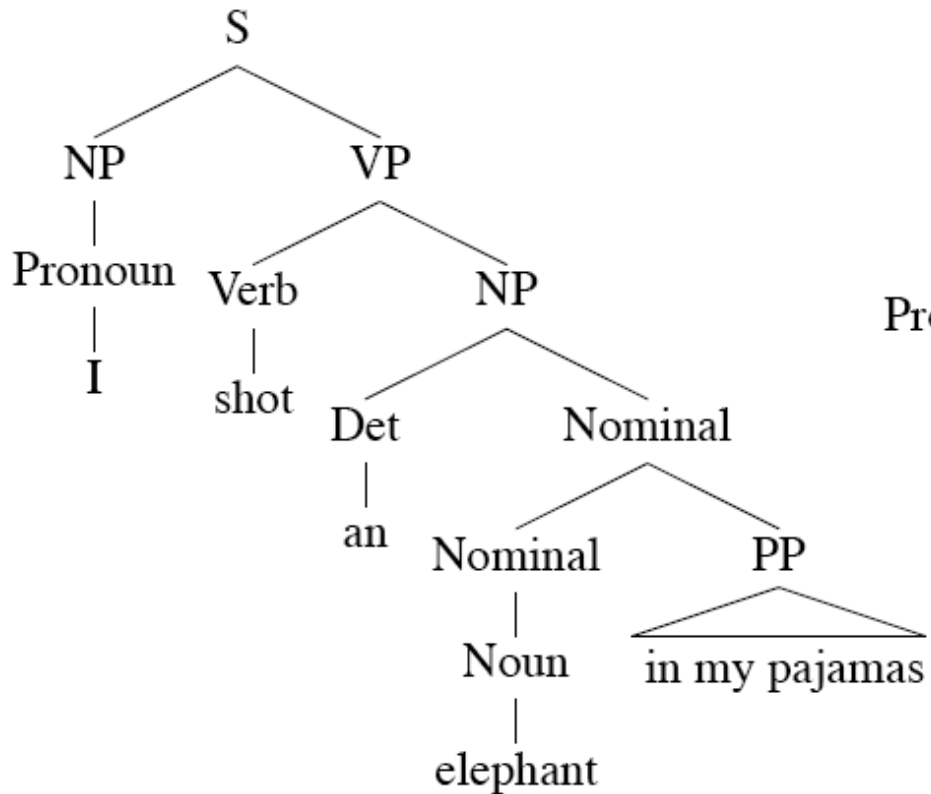 S
NP VP
Pronoun Verb NP
I shot Det Nominal
an Nominal PP
Noun in my pajamas
elephant